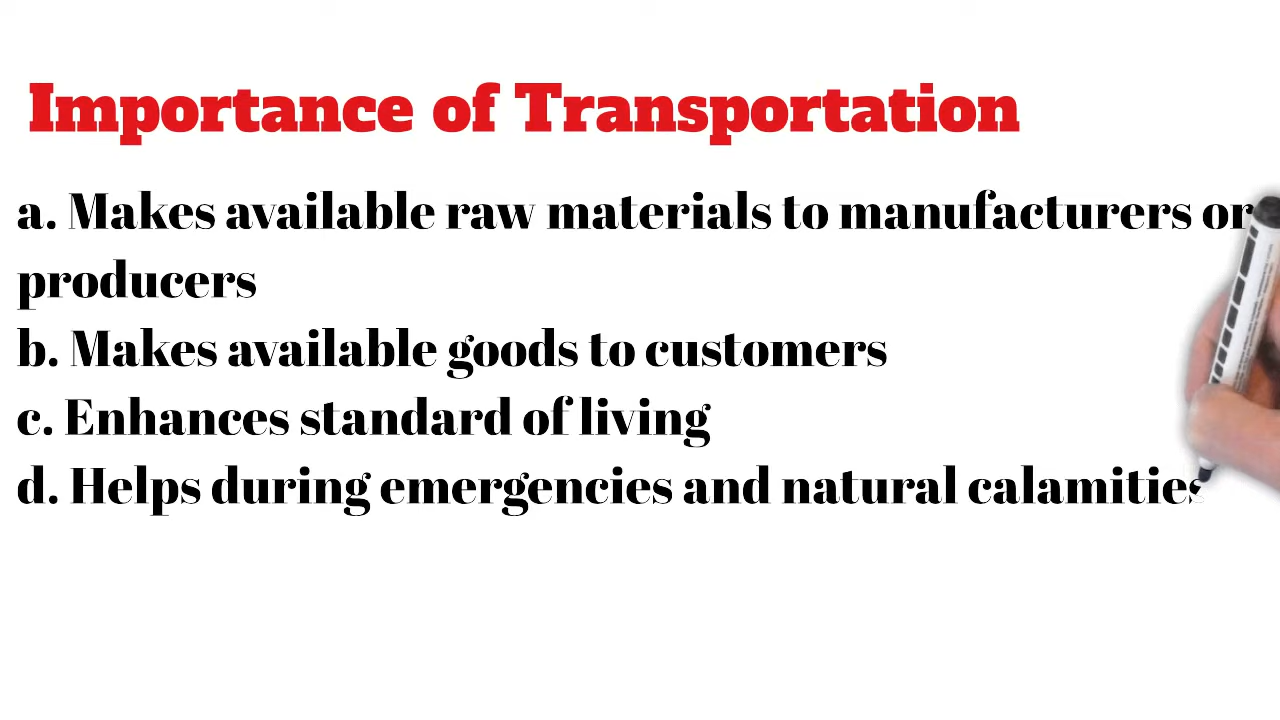 Importance of Transportation
a. Makes available raw materials to manufacturers or
producers
b. Makes available goods to customers
c. Enhances standard of living
d. Helps during emergencies and natural calamities